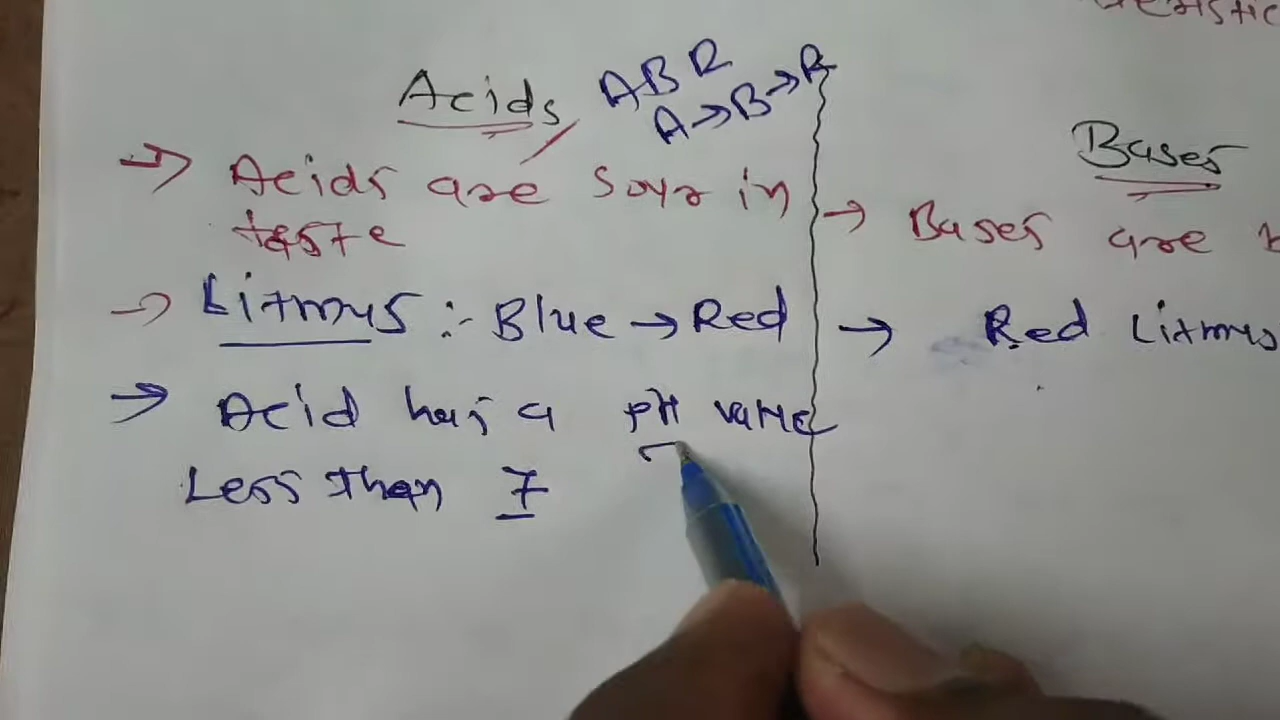 Acids
ABR
A→B→R
→ Acids are sour in
taste
→ Litmus :- Blue → Red
→ Acid has a pH value
Less than 7
Bases
→ Bases are
→ Red Litmus